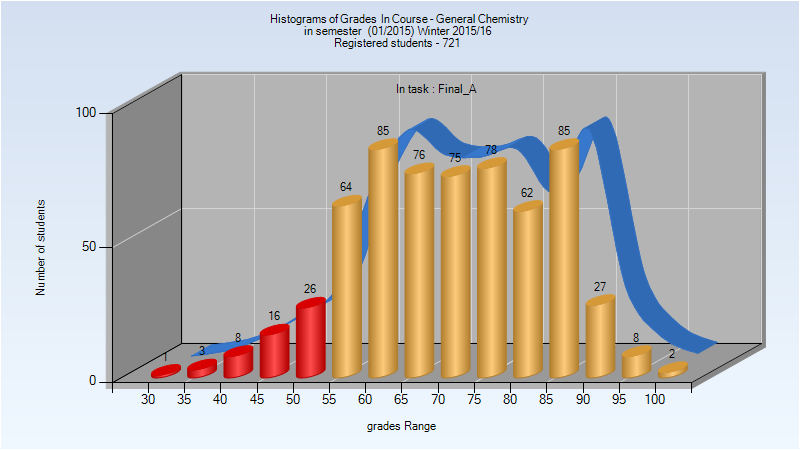 Histograms of Grades In Course - General Chemistry
in semester (01/2015) Winter 2015/16
Registered students - 721
In task : Final_A
100
50
0
Number of students
1
3
8
16
26
64
85
76
75
78
62
85
27
8
2
30 35 40 45 50 55 60 65 70 75 80 85 90 95 100
grades Range